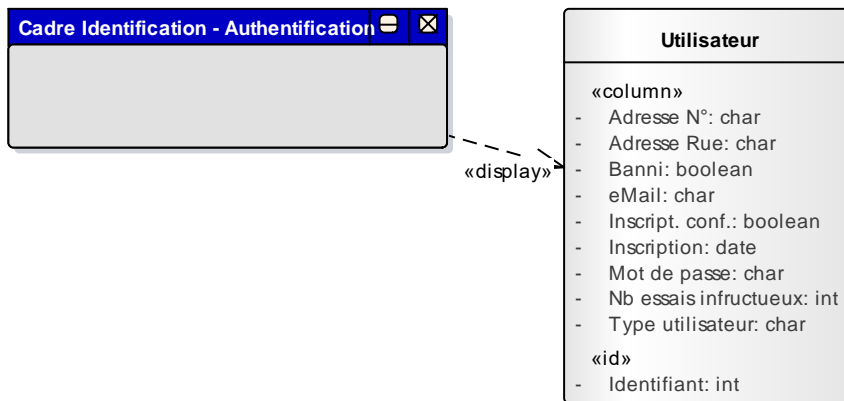 Cadre Identification - Authentification
Utilisateur
«column»
- Adresse N°: char
- Adresse Rue: char
- Banni: boolean
- eMail: char
- Inscript. conf.: boolean
- Inscription: date
- Mot de passe: char
- Nb essais infructueux: int
- Type utilisateur: char
«id»
- Identifiant: int
«display»